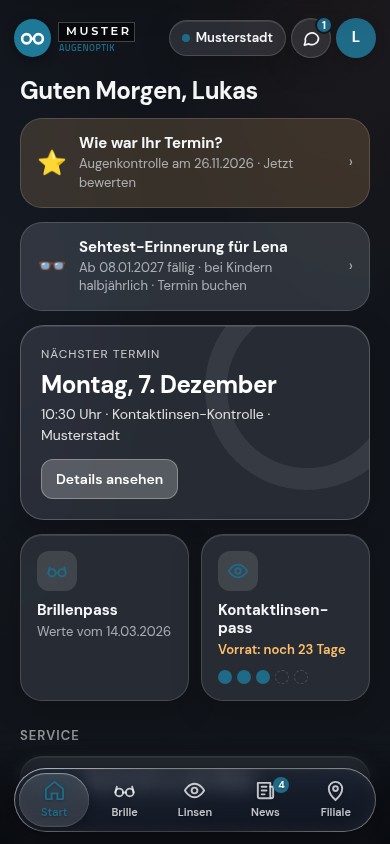 MUSTER
AUGENOPTIK
Musterstadt
1
L
Guten Morgen, Lukas
Wie war Ihr Termin?
Augenkontrolle am 26.11.2026 · Jetzt
bewerten
Sehtest-Erinnerung für Lena
Ab 08.01.2027 fällig · bei Kindern
halbjährlich · Termin buchen
NÄCHSTER TERMIN
Montag, 7. Dezember
10:30 Uhr · Kontaktlinsen-Kontrolle ·
Musterstadt
Details ansehen
Brillenpass
Werte vom 14.03.2026
Kontaktlinsen-
pass
Vorrat: noch 23 Tage
SERVICE
4
Start
Brille
Linsen
News
Filiale